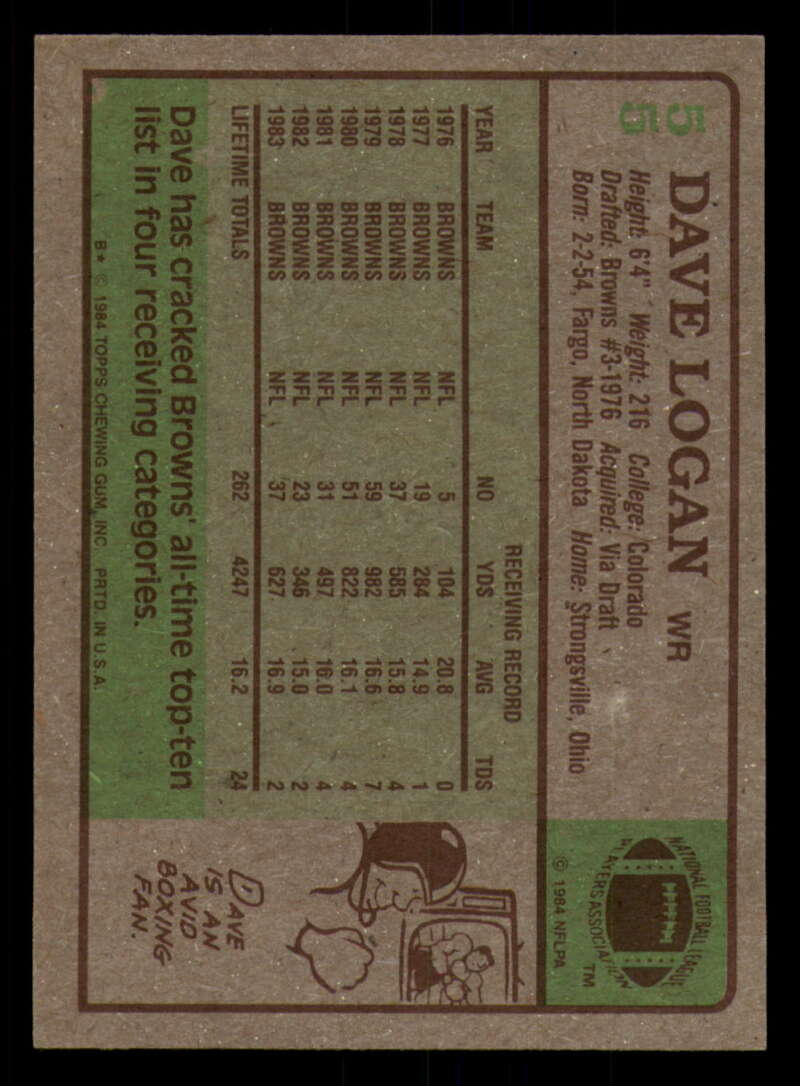 55
DAVE LOGAN WR
Height: 6'4" Weight: 216 College: Colorado
Drafted: Browns #3-1976 Acquired: Via Draft
Born: 2-2-54, Fargo, North Dakota Home: Strongsville, Ohio
NATIONAL FOOTBALL LEAGUE
PLAYERS ASSOCIATION
TM
© 1984 NFLPA
RECEIVING RECORD
YEAR TEAM NO YDS AVG TDS
1976 BROWNS NFL 5 104 20.8 0
1977 BROWNS NFL 19 284 14.9 1
1978 BROWNS NFL 37 585 15.8 4
1979 BROWNS NFL 59 982 16.6 7
1980 BROWNS NFL 51 822 16.1 4
1981 BROWNS NFL 31 497 16.0 4
1982 BROWNS NFL 23 346 15.0 2
1983 BROWNS NFL 37 627 16.9 2
LIFETIME TOTALS 262 4247 16.2 24
Dave has cracked Browns' all-time top-ten
list in four receiving categories.
DAVE
IS AN
AVID
BOXING
FAN.
B* © 1984 TOPPS CHEWING GUM, INC. PRTD. IN U.S.A.